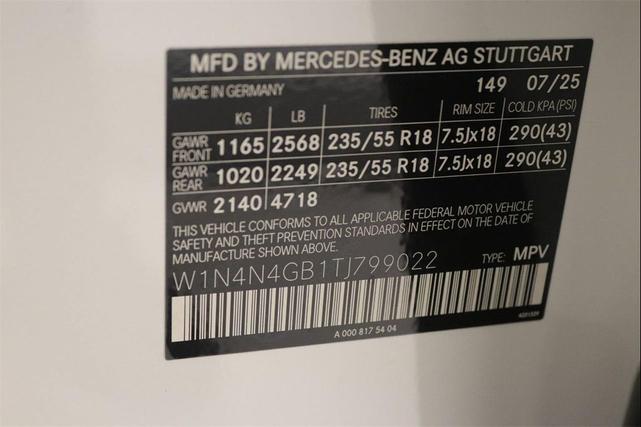 MFD BY MERCEDES-BENZ AG STUTTGART
149 07/25
MADE IN GERMANY
KG LB TIRES RIM SIZE COLD KPA (PSI)
GAWR FRONT 1165 2568 235/55 R18 7.5Jx18 290(43)
GAWR REAR 1020 2249 235/55 R18 7.5Jx18 290(43)
GVWR 2140 4718
THIS VEHICLE CONFORMS TO ALL APPLICABLE FEDERAL MOTOR VEHICLE
SAFETY AND THEFT PREVENTION STANDARDS IN EFFECT ON THE DATE OF
MANUFACTURE SHOWN ABOVE.
W1N4N4GB1TJ799022 TYPE: MPV
A 000 817 54 04